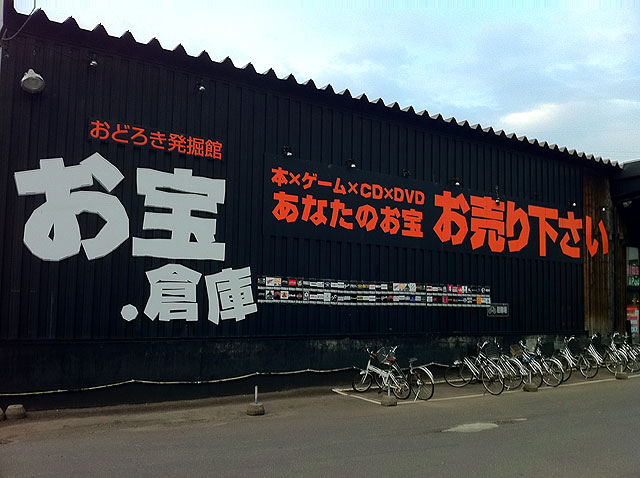 おどろき発掘館
お宝
.倉庫
本×ゲーム×CD×DVD
あなたのお宝
お売り下さい